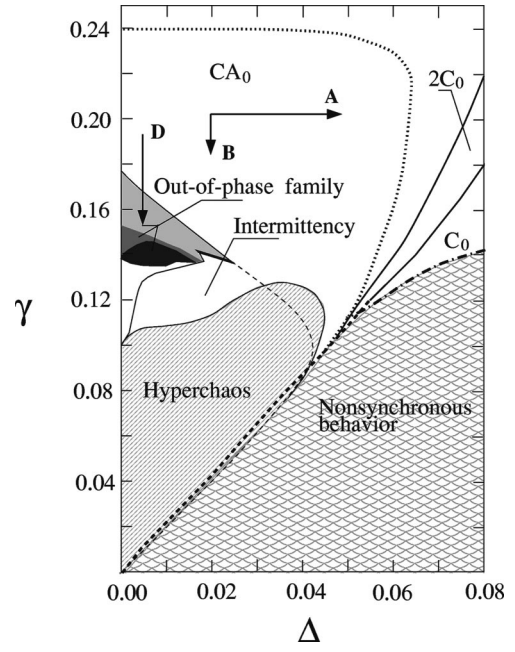 0.24
CA₀
2C₀
A
0.20
B
D
Out-of-phase family
0.16
Intermittency
C₀
γ
0.12
Hyperchaos
0.08
Nonsynchronous
behavior
0.04
0.00 0.02 0.04 0.06 0.08
Δ